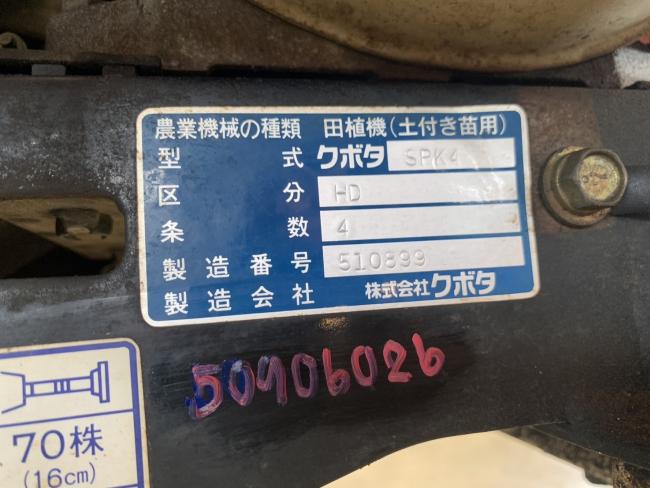 農業機械の種類 田植機(土付き苗用)
型式 クボタ SPK4
区分 HD
条数 4
製造番号 510899
製造会社 株式会社クボタ
50706026
70株
(16cm)